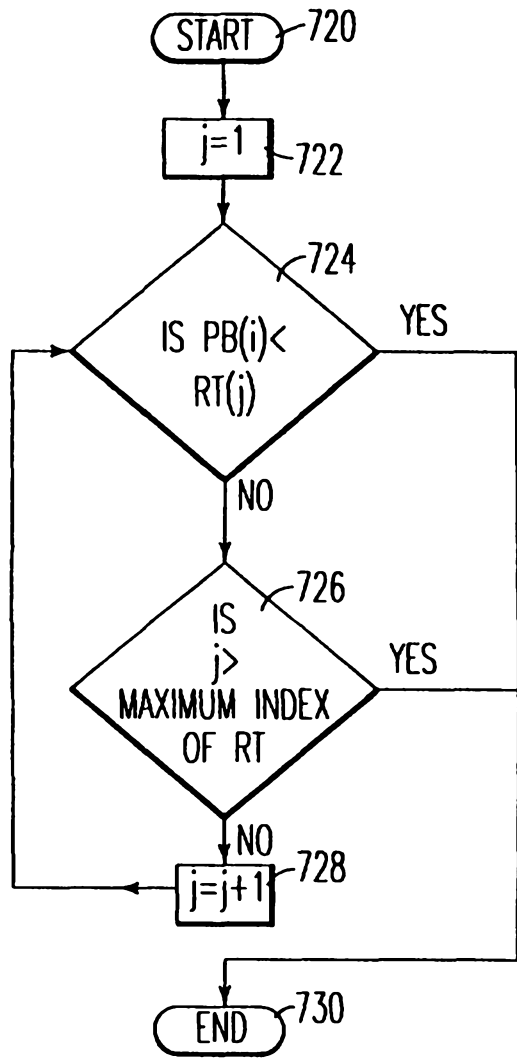 START
720
j=1
722
724
IS PB(i)<
RT(j)
YES
NO
726
IS
j>
MAXIMUM INDEX
OF RT
YES
NO
j=j+1
728
END
730